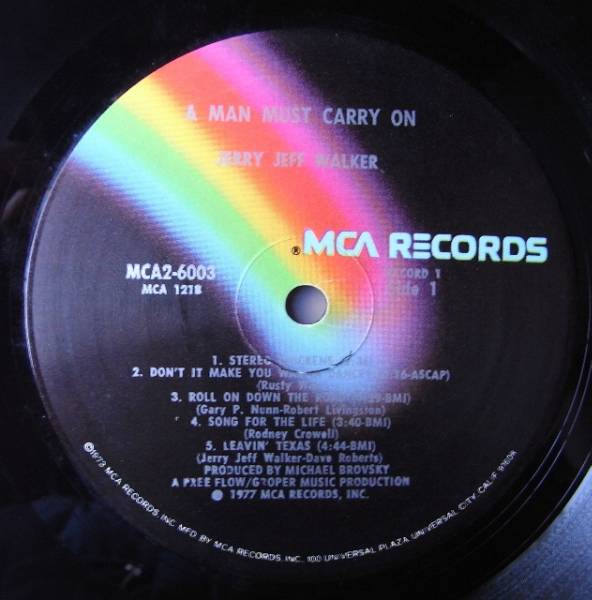 A MAN MUST CARRY ON
JERRY JEFF WALKER
® MCA RECORDS
MCA2-6003
MCA 1218
RECORD 1
Side 1
1. STEREO
2. DON'T IT MAKE YOU -ASCAP)
(Rusty
3. ROLL ON DOWN THE -BMI)
(Gary P. Nunn-Robert Livingston)
4. SONG FOR THE LIFE (3:40-BMI)
(Rodney Crowell)
5. LEAVIN' TEXAS (4:44-BMI)
(Jerry Jeff Walker-Dave Roberts)
PRODUCED BY MICHAEL BROVSKY
A FREE FLOW/GROPER MUSIC PRODUCTION
℗ 1977 MCA RECORDS, INC.
©1973 MCA RECORDS INC. MFD BY MCA RECORDS, INC., 100 UNIVERSAL PLAZA, UNIVERSAL CITY, CALIF. 91608